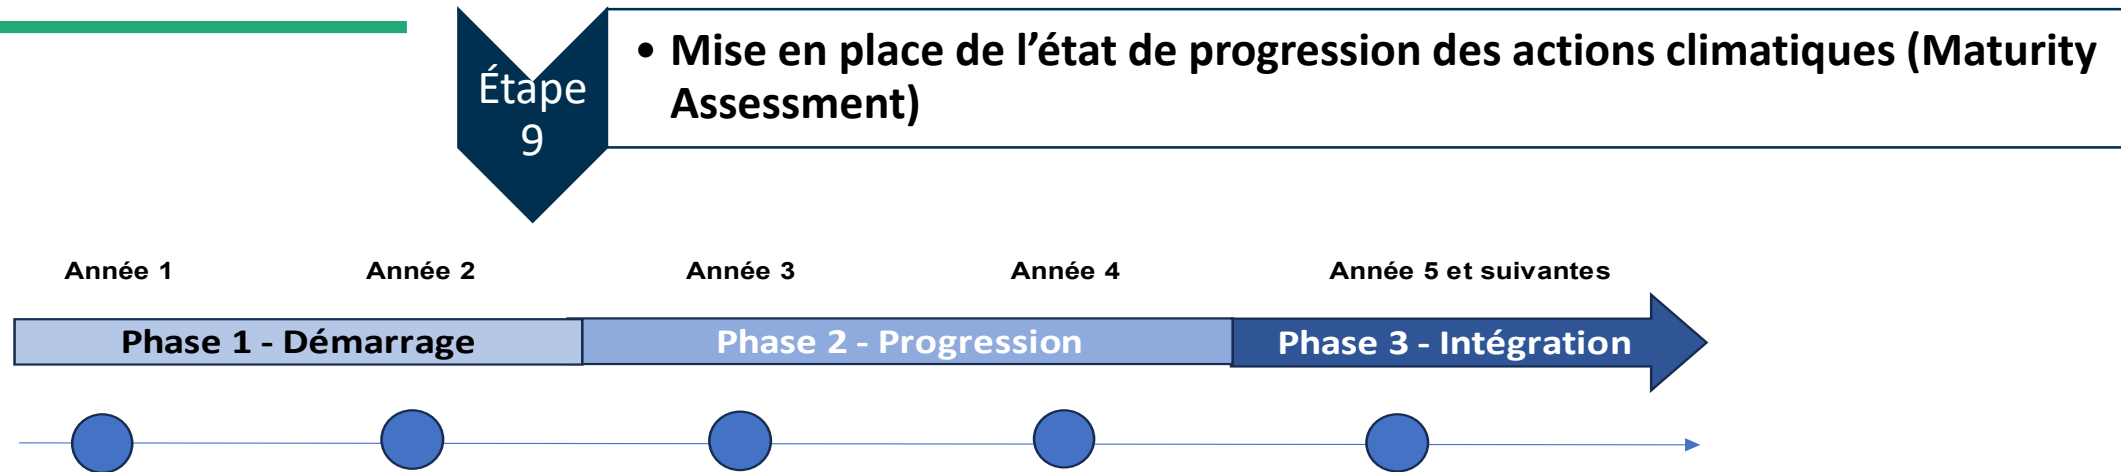 Étape
9
• Mise en place de l’état de progression des actions climatiques (Maturity
Assessment)
Année 1 Année 2 Année 3 Année 4 Année 5 et suivantes
Phase 1 - Démarrage Phase 2 - Progression Phase 3 - Intégration